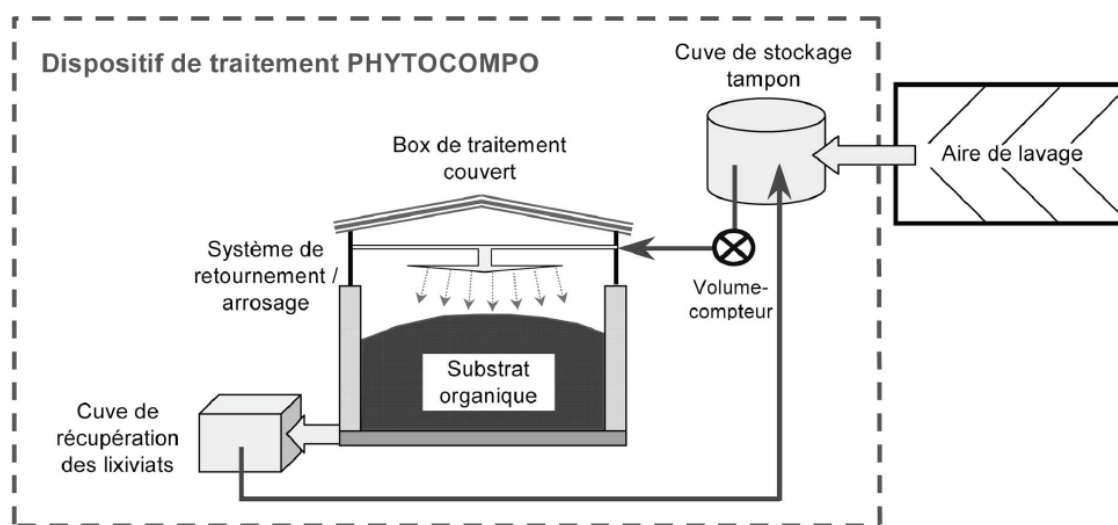 Dispositif de traitement PHYTOCOMPO
Cuve de stockage
tampon
Aire de lavage
Box de traitement
couvert
Système de
retournement /
arrosage
Volume-
compteur
Substrat
organique
Cuve de
récupération
des lixiviats